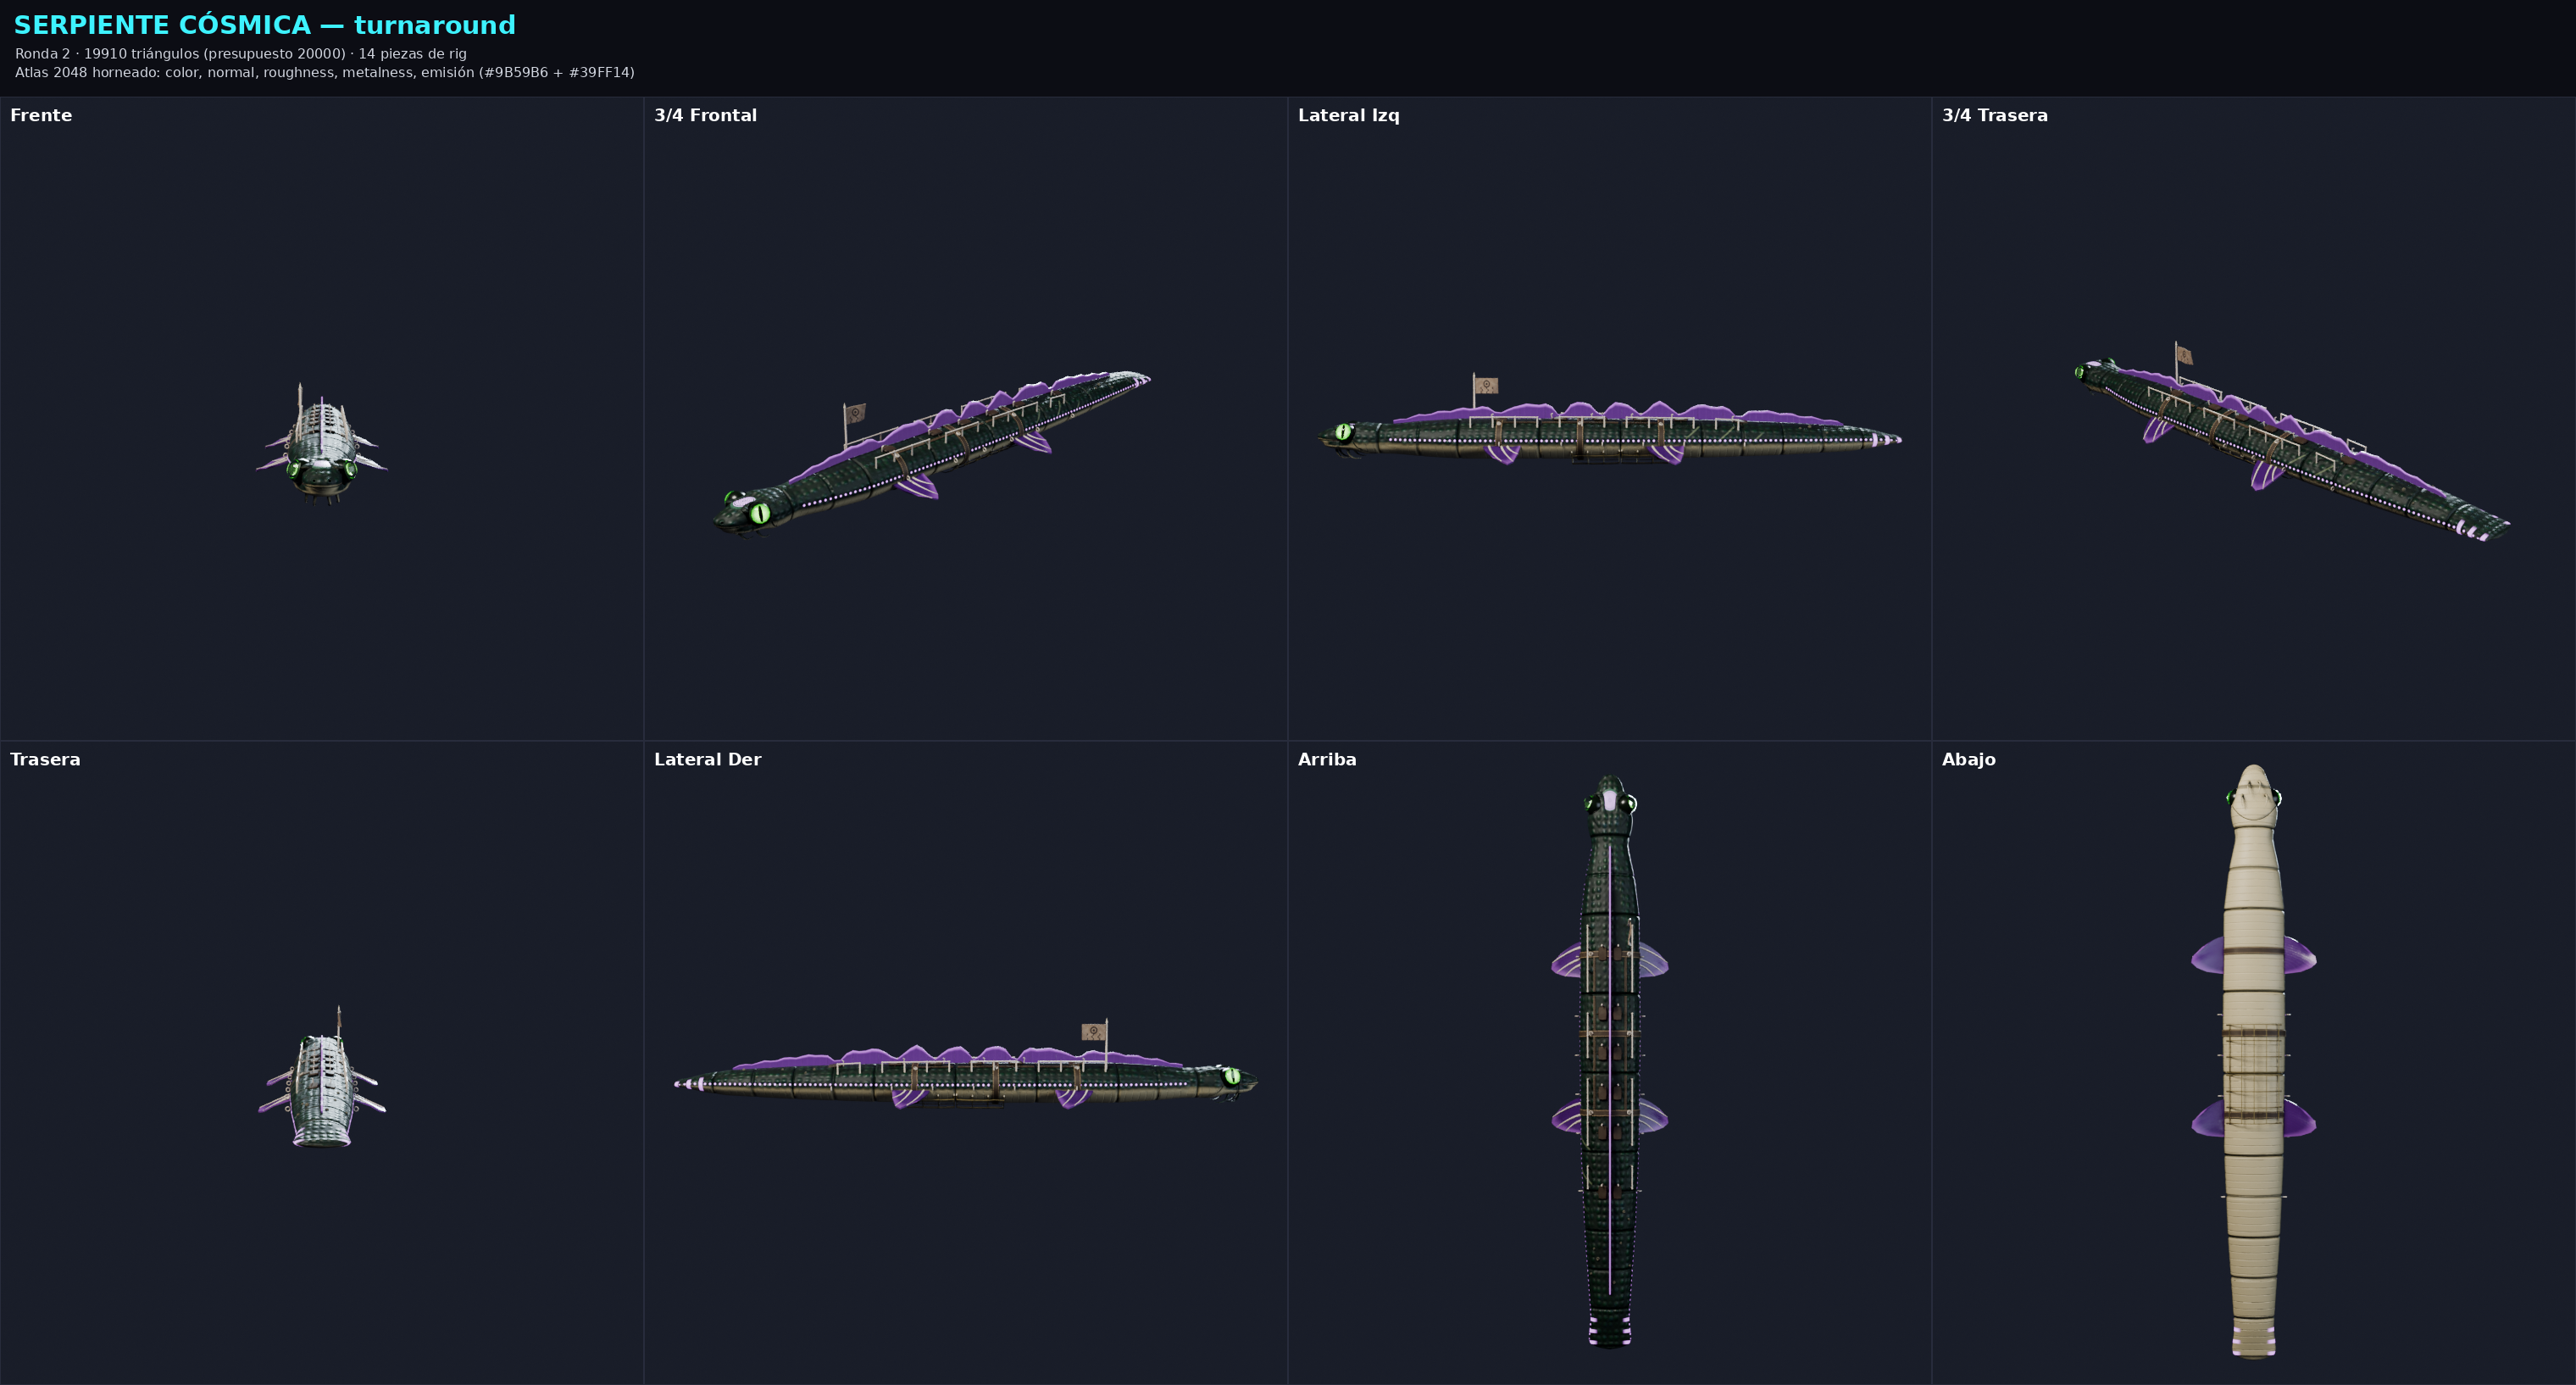 SERPIENTE CÓSMICA — turnaround
Ronda 2 · 19910 triángulos (presupuesto 20000) · 14 piezas de rig
Atlas 2048 horneado: color, normal, roughness, metalness, emisión (#9B59B6 + #39FF14)
Frente
3/4 Frontal
Lateral Izq
3/4 Trasera
Trasera
Lateral Der
Arriba
Abajo